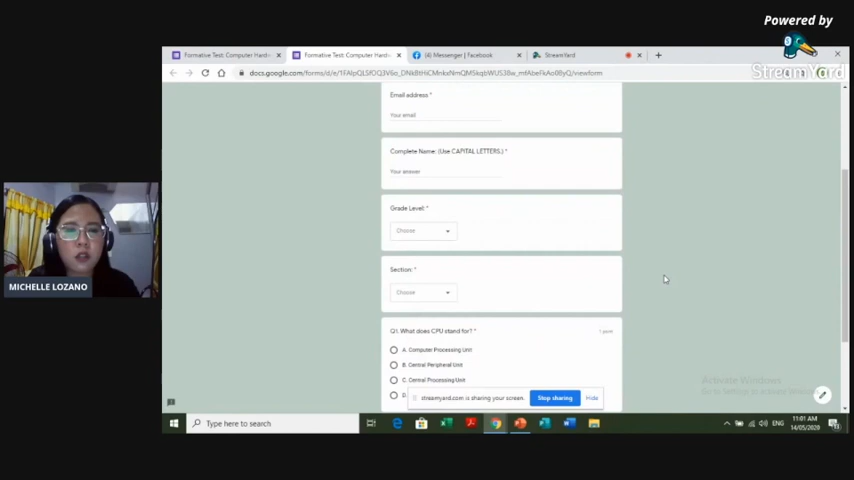 Powered by
StreamYard
Formative Test: Computer Hardw
Formative Test: Computer Hardw
(4) Messenger | Facebook
StreamYard
Email address *
Your email
Complete Name: (Use CAPITAL LETTERS.) *
Your answer
Grade Level: *
Choose
Section: *
Choose
Q1. What does CPU stand for? *
1 point
A. Computer Processing Unit
B. Central Peripheral Unit
C. Central Processing Unit
D.
streamyard.com is sharing your screen.
Stop sharing
Hide
Activate Windows
MICHELLE LOZANO
Type here to search
ENG
11:01 AM
14/05/2020